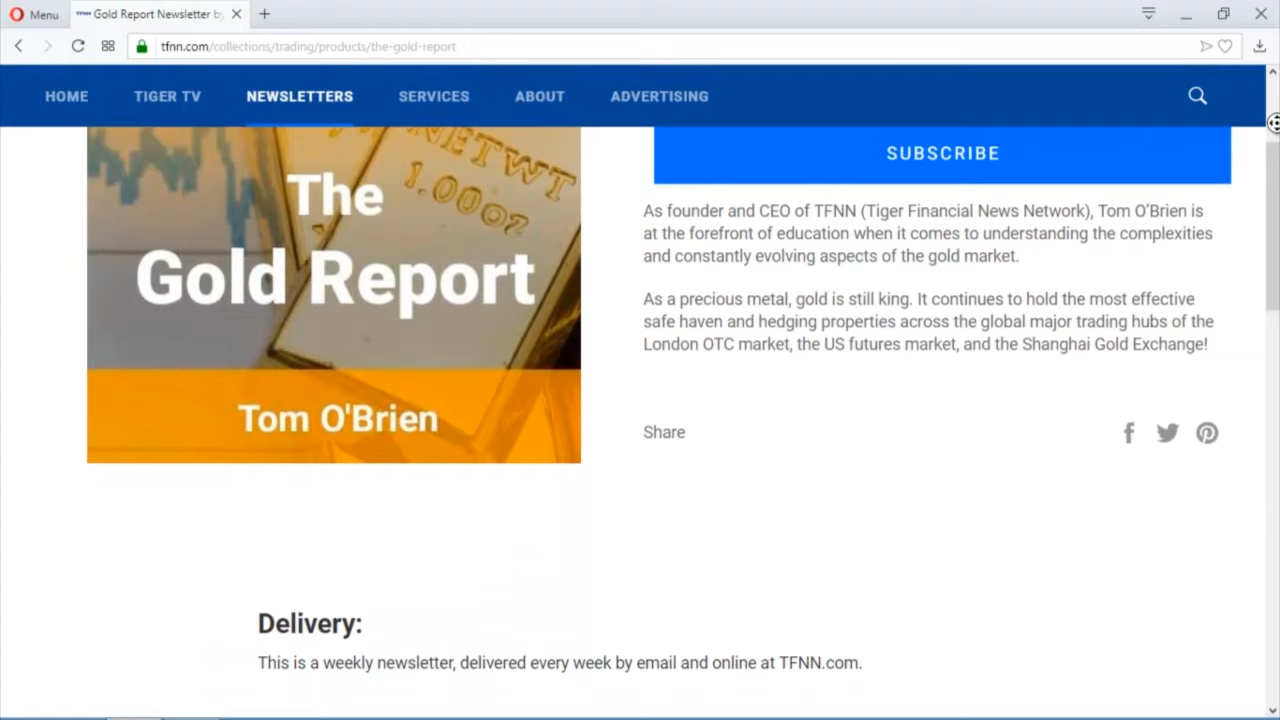 Menu
TFNN Gold Report Newsletter by
tfnn.com/collections/trading/products/the-gold-report
HOME TIGER TV NEWSLETTERS SERVICES ABOUT ADVERTISING
NETWT
1.00oz
The
Gold Report
Tom O'Brien
SUBSCRIBE
As founder and CEO of TFNN (Tiger Financial News Network), Tom O'Brien is
at the forefront of education when it comes to understanding the complexities
and constantly evolving aspects of the gold market.
As a precious metal, gold is still king. It continues to hold the most effective
safe haven and hedging properties across the global major trading hubs of the
London OTC market, the US futures market, and the Shanghai Gold Exchange!
Share
Delivery:
This is a weekly newsletter, delivered every week by email and online at TFNN.com.